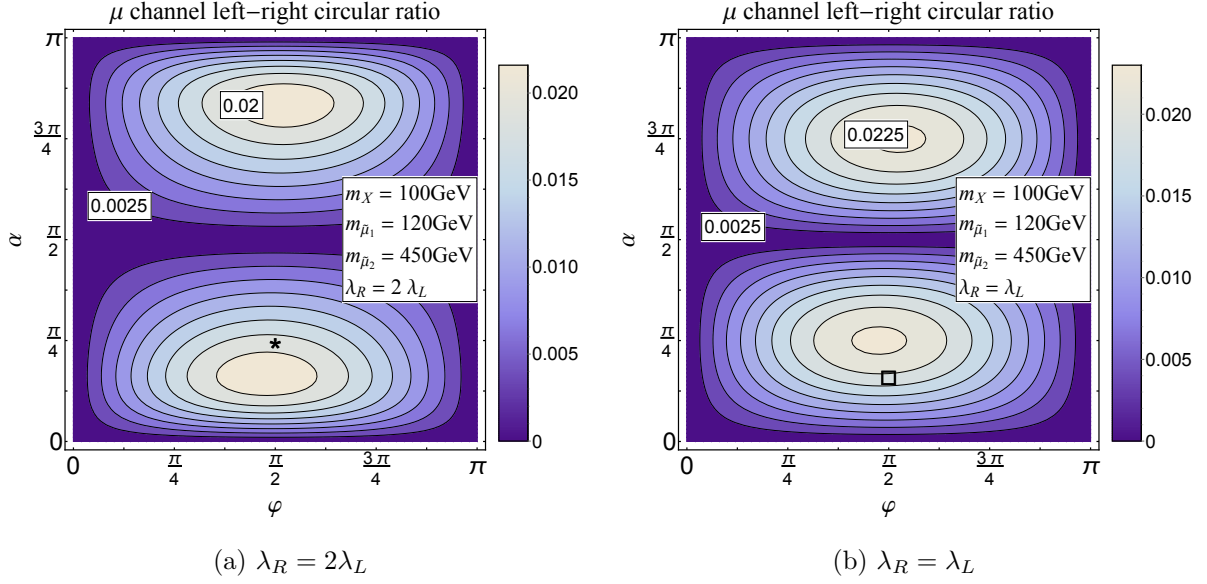 μ channel left−right circular ratio
π
3 π
4
α
π
2
π
4
0
0.02
0.0025
m_X = 100GeV
m_μ̃1 = 120GeV
m_μ̃2 = 450GeV
λ_R = 2 λ_L
*
0
π
4
π
2
3 π
4
π
φ
0.020
0.015
0.010
0.005
0
(a) λ_R = 2λ_L
μ channel left−right circular ratio
π
3 π
4
α
π
2
π
4
0
0.0225
0.0025
m_X = 100GeV
m_μ̃1 = 120GeV
m_μ̃2 = 450GeV
λ_R = λ_L
0
π
4
π
2
3 π
4
π
φ
0.020
0.015
0.010
0.005
0
(b) λ_R = λ_L